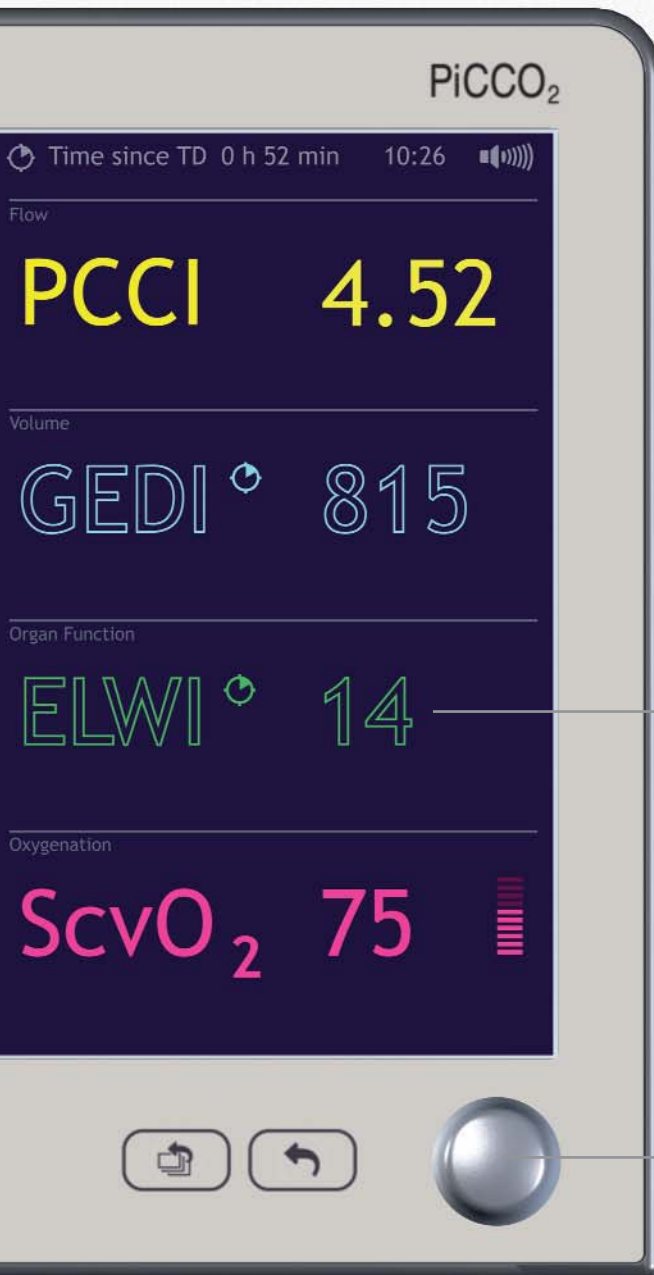 PiCCO₂
Time since TD 0 h 52 min 10:26
Flow
PCCI 4.52
Volume
GEDI 815
Organ Function
ELWI 14
Oxygenation
ScvO₂ 75